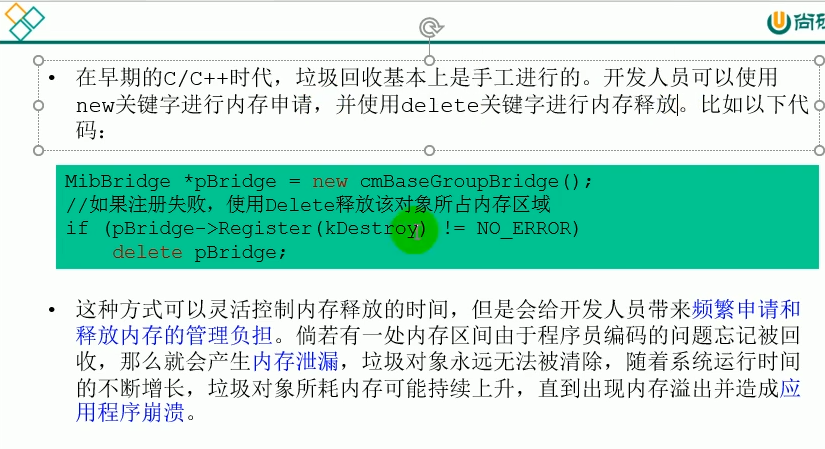 尚硅
• 在早期的C/C++时代，垃圾回收基本上是手工进行的。开发人员可以使用
new关键字进行内存申请，并使用delete关键字进行内存释放。比如以下代
码：
MibBridge *pBridge = new cmBaseGroupBridge();
//如果注册失败，使用Delete释放该对象所占内存区域
if (pBridge->Register(kDestroy) != NO_ERROR)
delete pBridge;
• 这种方式可以灵活控制内存释放的时间，但是会给开发人员带来频繁申请和
释放内存的管理负担。倘若有一处内存区间由于程序员编码的问题忘记被回
收，那么就会产生内存泄漏，垃圾对象永远无法被清除，随着系统运行时间
的不断增长，垃圾对象所耗内存可能持续上升，直到出现内存溢出并造成应
用程序崩溃。